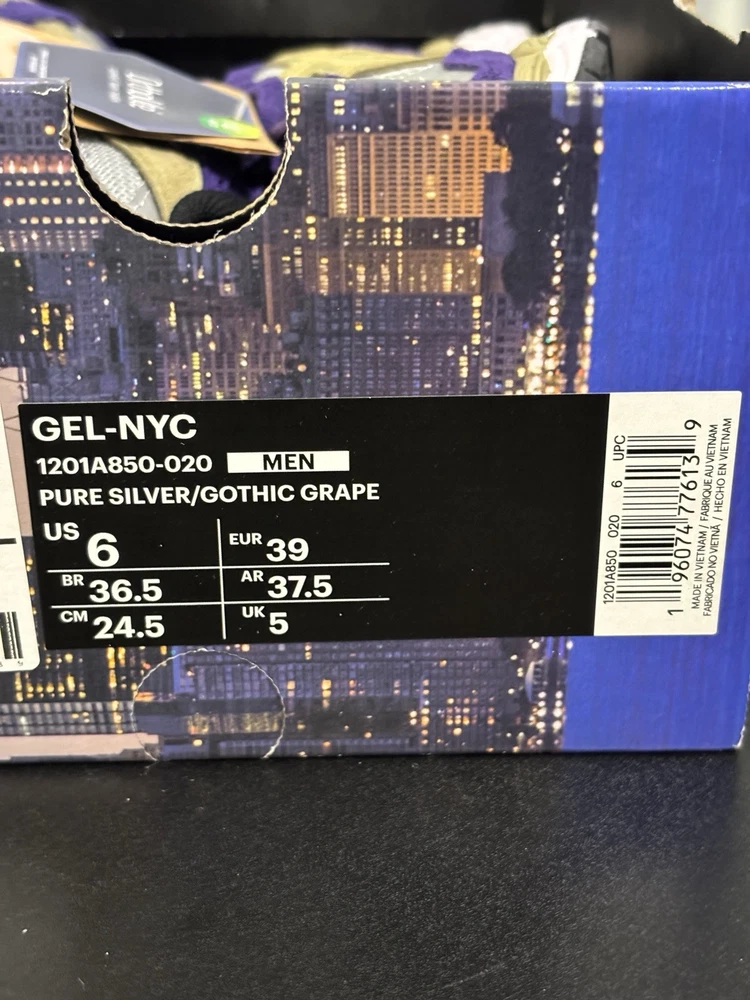 GEL-NYC
1201A850-020 MEN
PURE SILVER/GOTHIC GRAPE
US 6 EUR 39
BR 36.5 AR 37.5
CM 24.5 UK 5
1201A850 020 6 UPC
1 96074 77613 9
MADE IN VIETNAM / FABRIQUE AU VIETNAM
FABRICADO NO VIETNÃ / HECHO EN VIETNAM